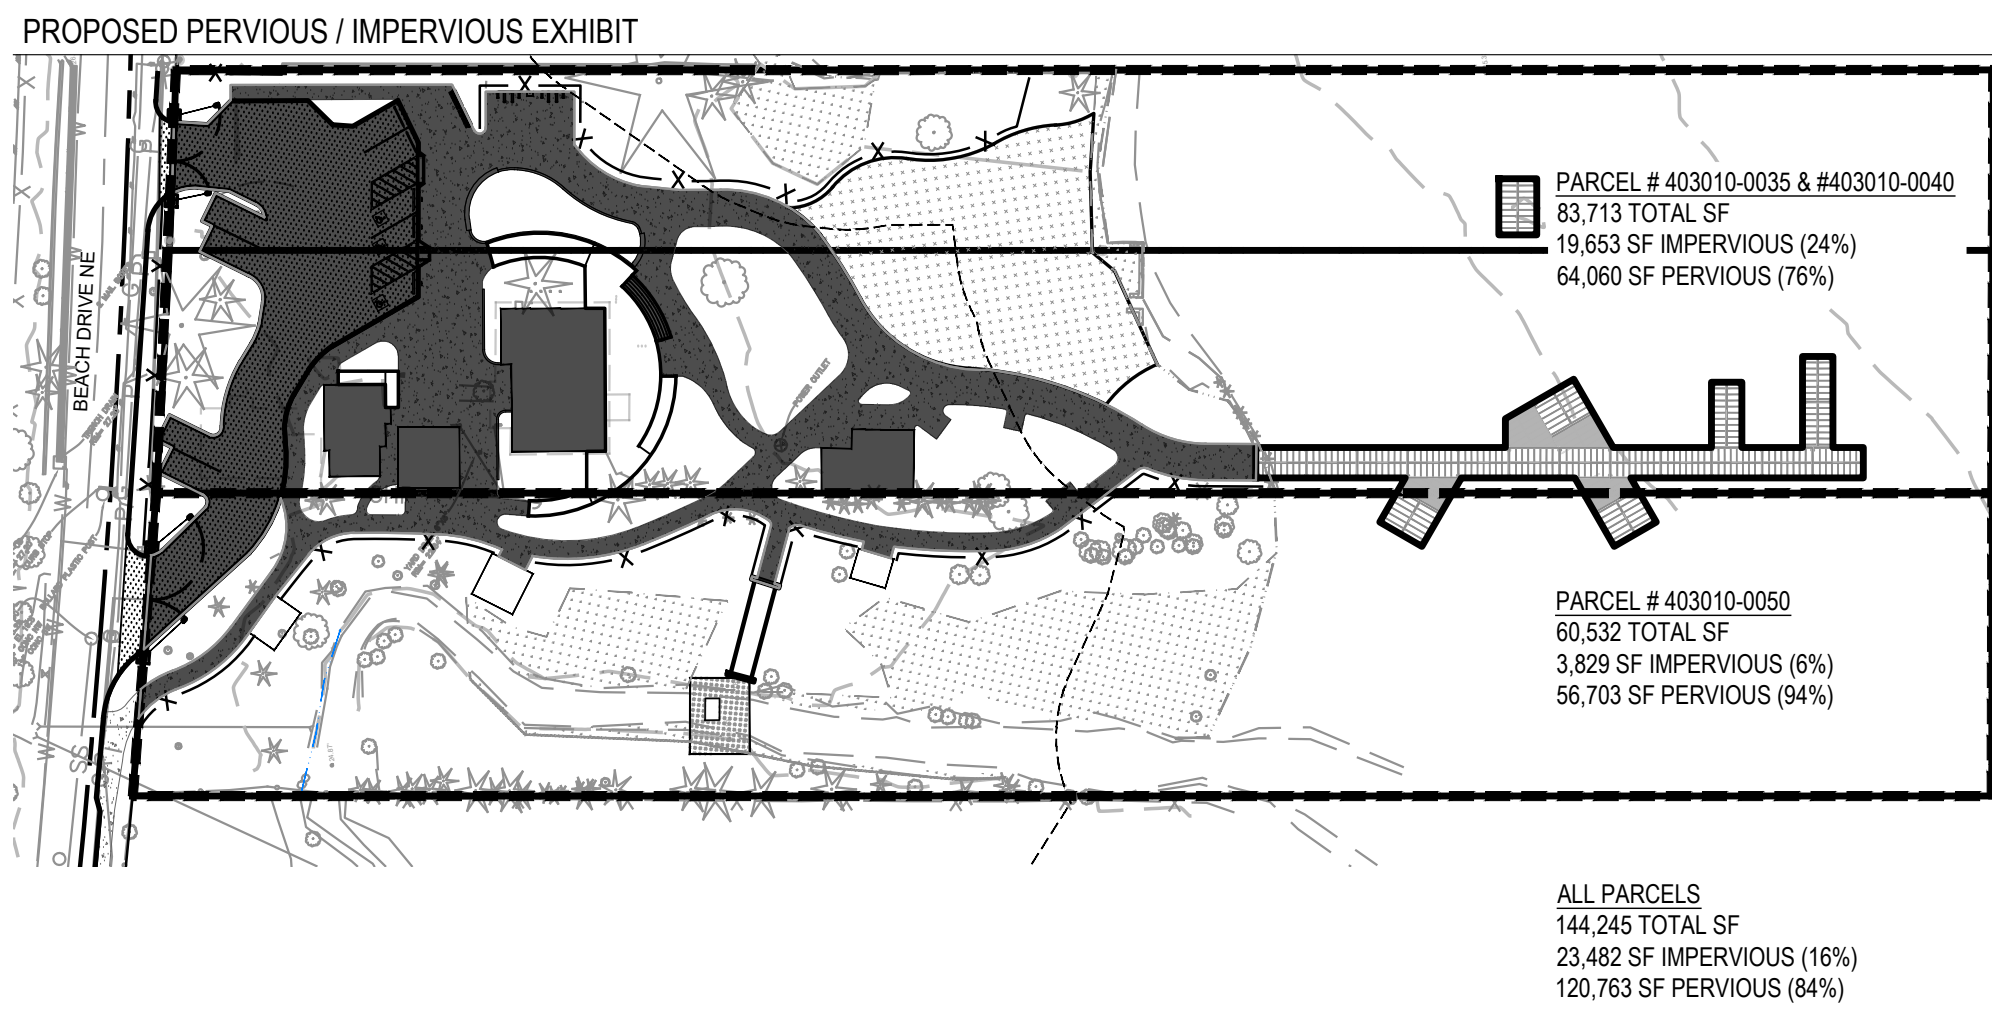 PROPOSED PERVIOUS / IMPERVIOUS EXHIBIT
BEACH DRIVE NE
POWER OUTLET
PARCEL # 403010-0035 & #403010-0040
83,713 TOTAL SF
19,653 SF IMPERVIOUS (24%)
64,060 SF PERVIOUS (76%)
PARCEL # 403010-0050
60,532 TOTAL SF
3,829 SF IMPERVIOUS (6%)
56,703 SF PERVIOUS (94%)
ALL PARCELS
144,245 TOTAL SF
23,482 SF IMPERVIOUS (16%)
120,763 SF PERVIOUS (84%)